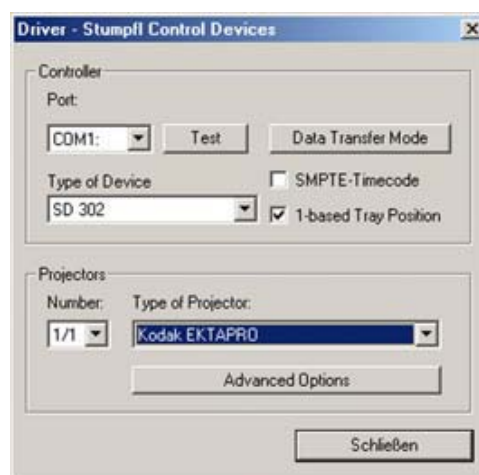 Driver - Stumpfl Control Devices
Controller
Port:
COM1: Test Data Transfer Mode
Type of Device SMPTE-Timecode
SD 302 1-based Tray Position
Projectors
Number: Type of Projector:
1/1 Kodak EKTAPRO
Advanced Options
Schließen